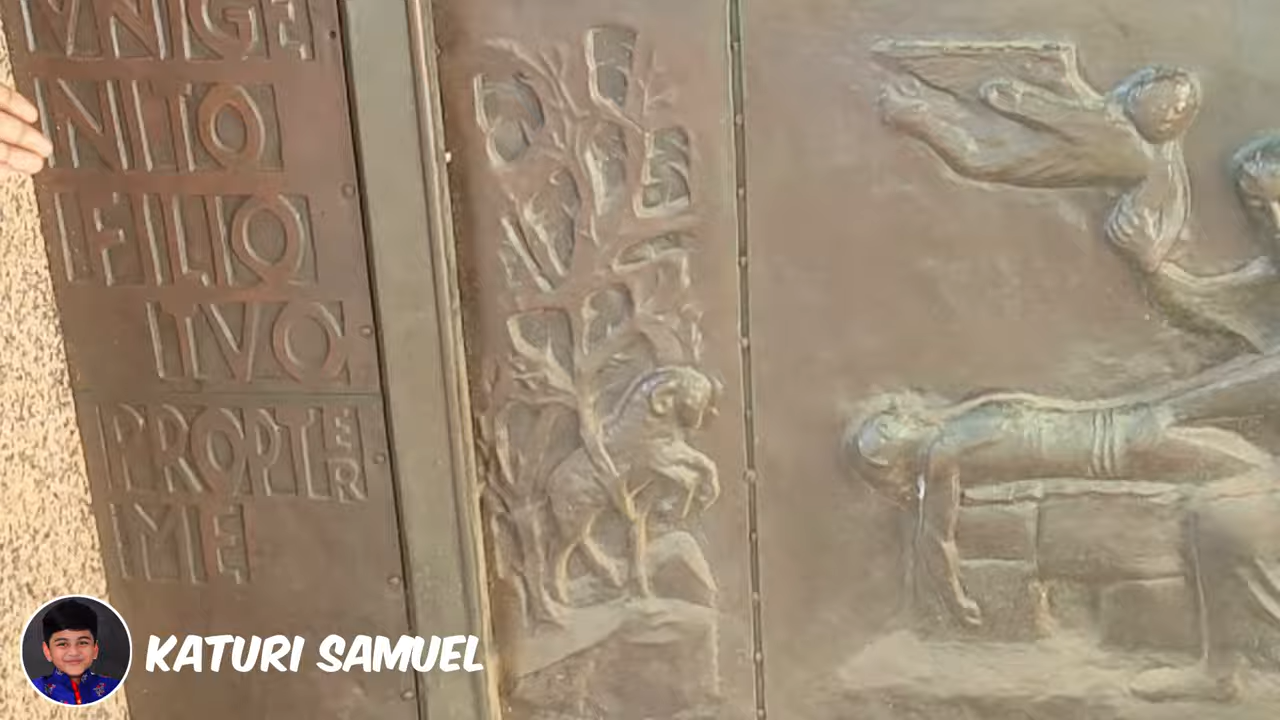 VNIGE
NITO
FILIO
TVO
PROPTER
ME
KATURI SAMUEL